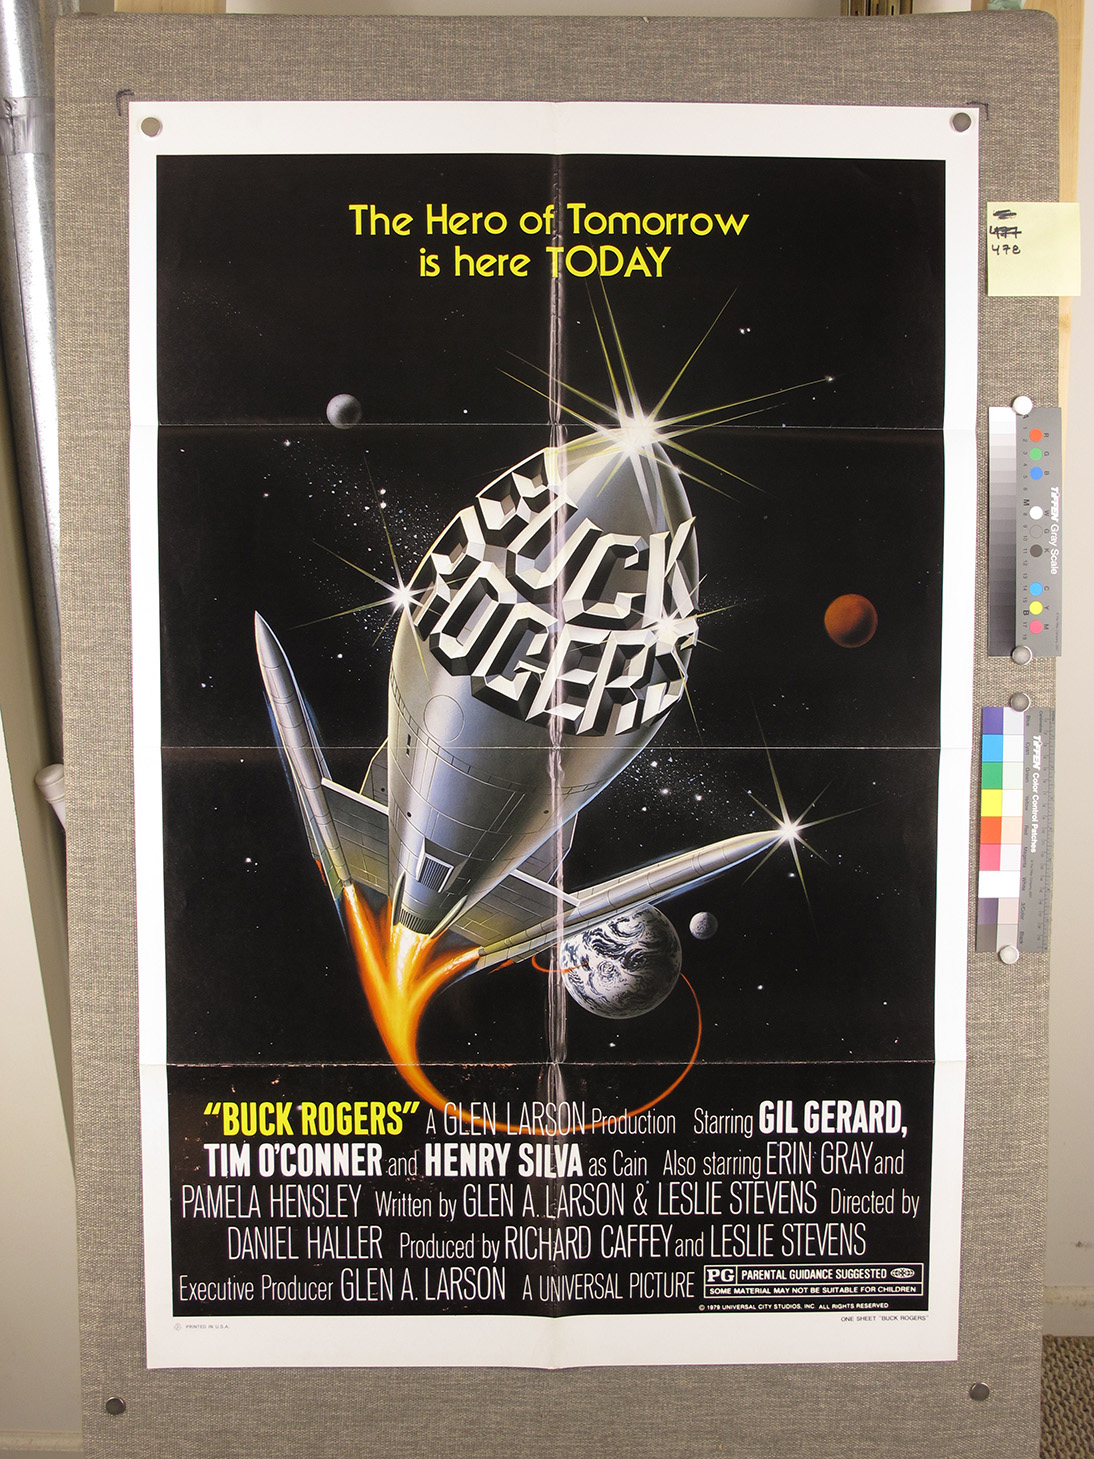 The Hero of Tomorrow
is here TODAY
478
BUCK
ROGERS
TIFFEN Gray Scale
TIFFEN Color Control Patches
"BUCK ROGERS" A GLEN LARSON Production Starring GIL GERARD,
TIM O'CONNER and HENRY SILVA as Cain Also starring ERIN GRAY and
PAMELA HENSLEY Written by GLEN A. LARSON & LESLIE STEVENS Directed by
DANIEL HALLER Produced by RICHARD CAFFEY and LESLIE STEVENS
Executive Producer GLEN A. LARSON A UNIVERSAL PICTURE
PG PARENTAL GUIDANCE SUGGESTED
SOME MATERIAL MAY NOT BE SUITABLE FOR CHILDREN
© 1979 UNIVERSAL CITY STUDIOS, INC. ALL RIGHTS RESERVED
PRINTED IN U.S.A.
ONE SHEET "BUCK ROGERS"